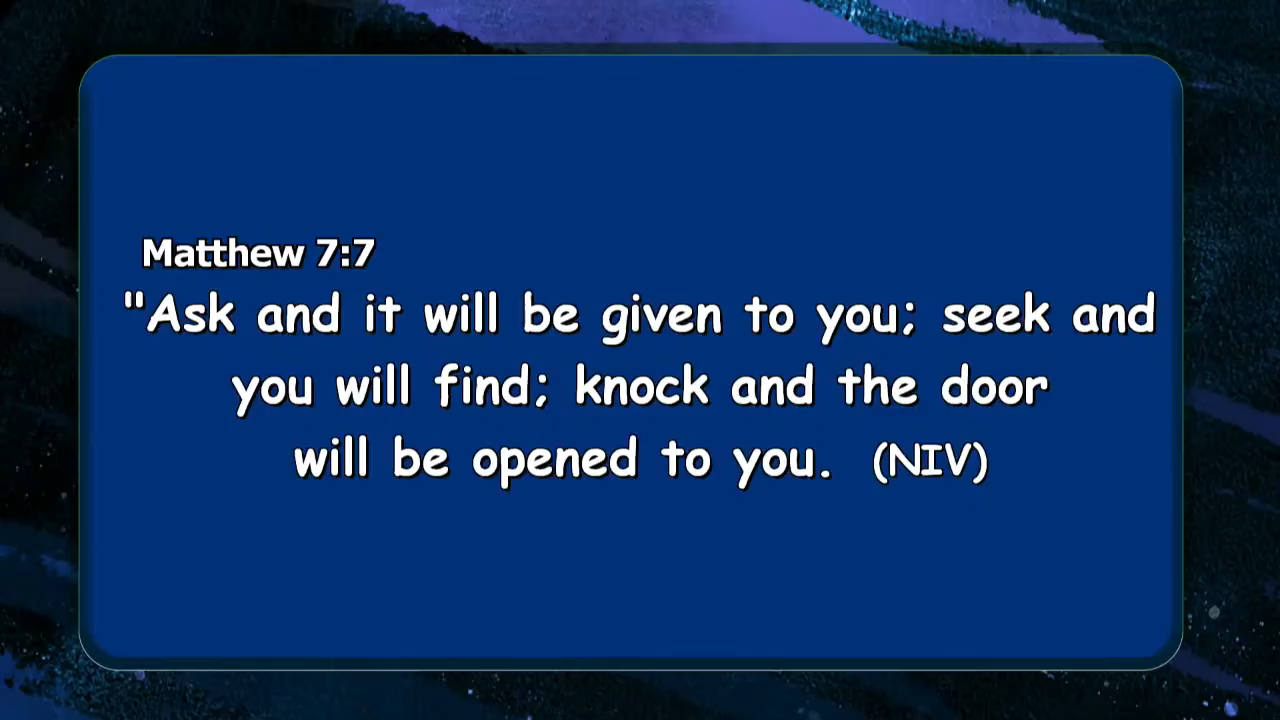 Matthew 7:7
"Ask and it will be given to you; seek and
you will find; knock and the door
will be opened to you. (NIV)